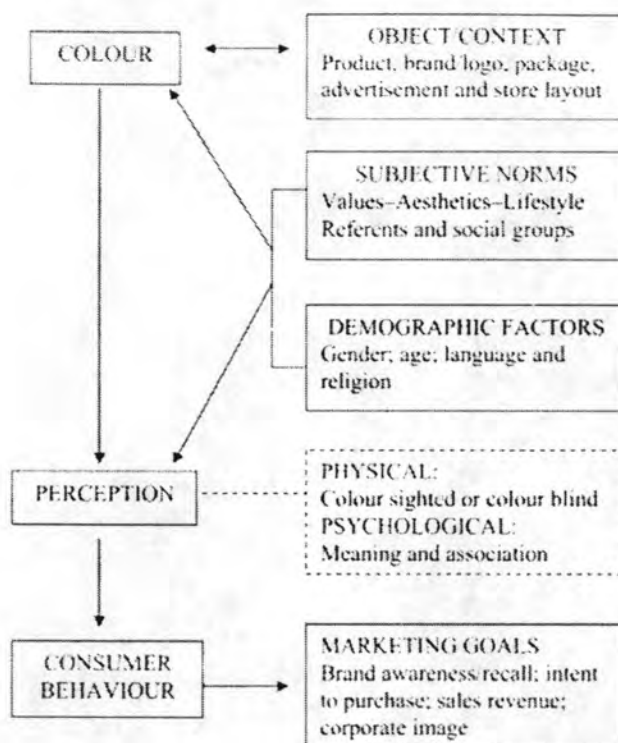 COLOUR
OBJECT CONTEXT
Product, brand/logo, package,
advertisement and store layout
SUBJECTIVE NORMS
Values–Aesthetics–Lifestyle
Referents and social groups
DEMOGRAPHIC FACTORS
Gender; age; language and
religion
PERCEPTION
PHYSICAL:
Colour sighted or colour blind
PSYCHOLOGICAL:
Meaning and association
CONSUMER
BEHAVIOUR
MARKETING GOALS
Brand awareness/recall; intent
to purchase; sales revenue;
corporate image